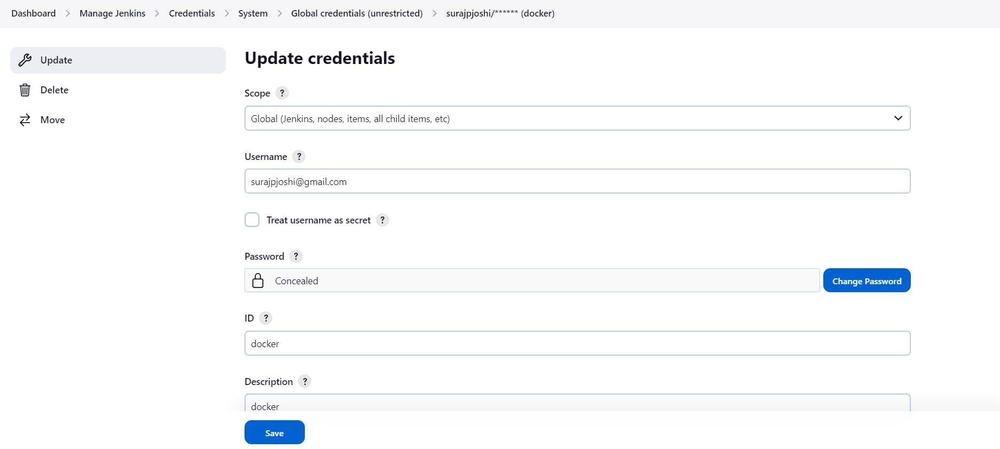 Dashboard > Manage Jenkins > Credentials > System > Global credentials (unrestricted) > surajpjoshi/****** (docker)
Update
Delete
Move
Update credentials
Scope ?
Global (Jenkins, nodes, items, all child items, etc)
Username ?
surajpjoshi@gmail.com
Treat username as secret ?
Password ?
Concealed
Change Password
ID ?
docker
Description ?
docker
Save